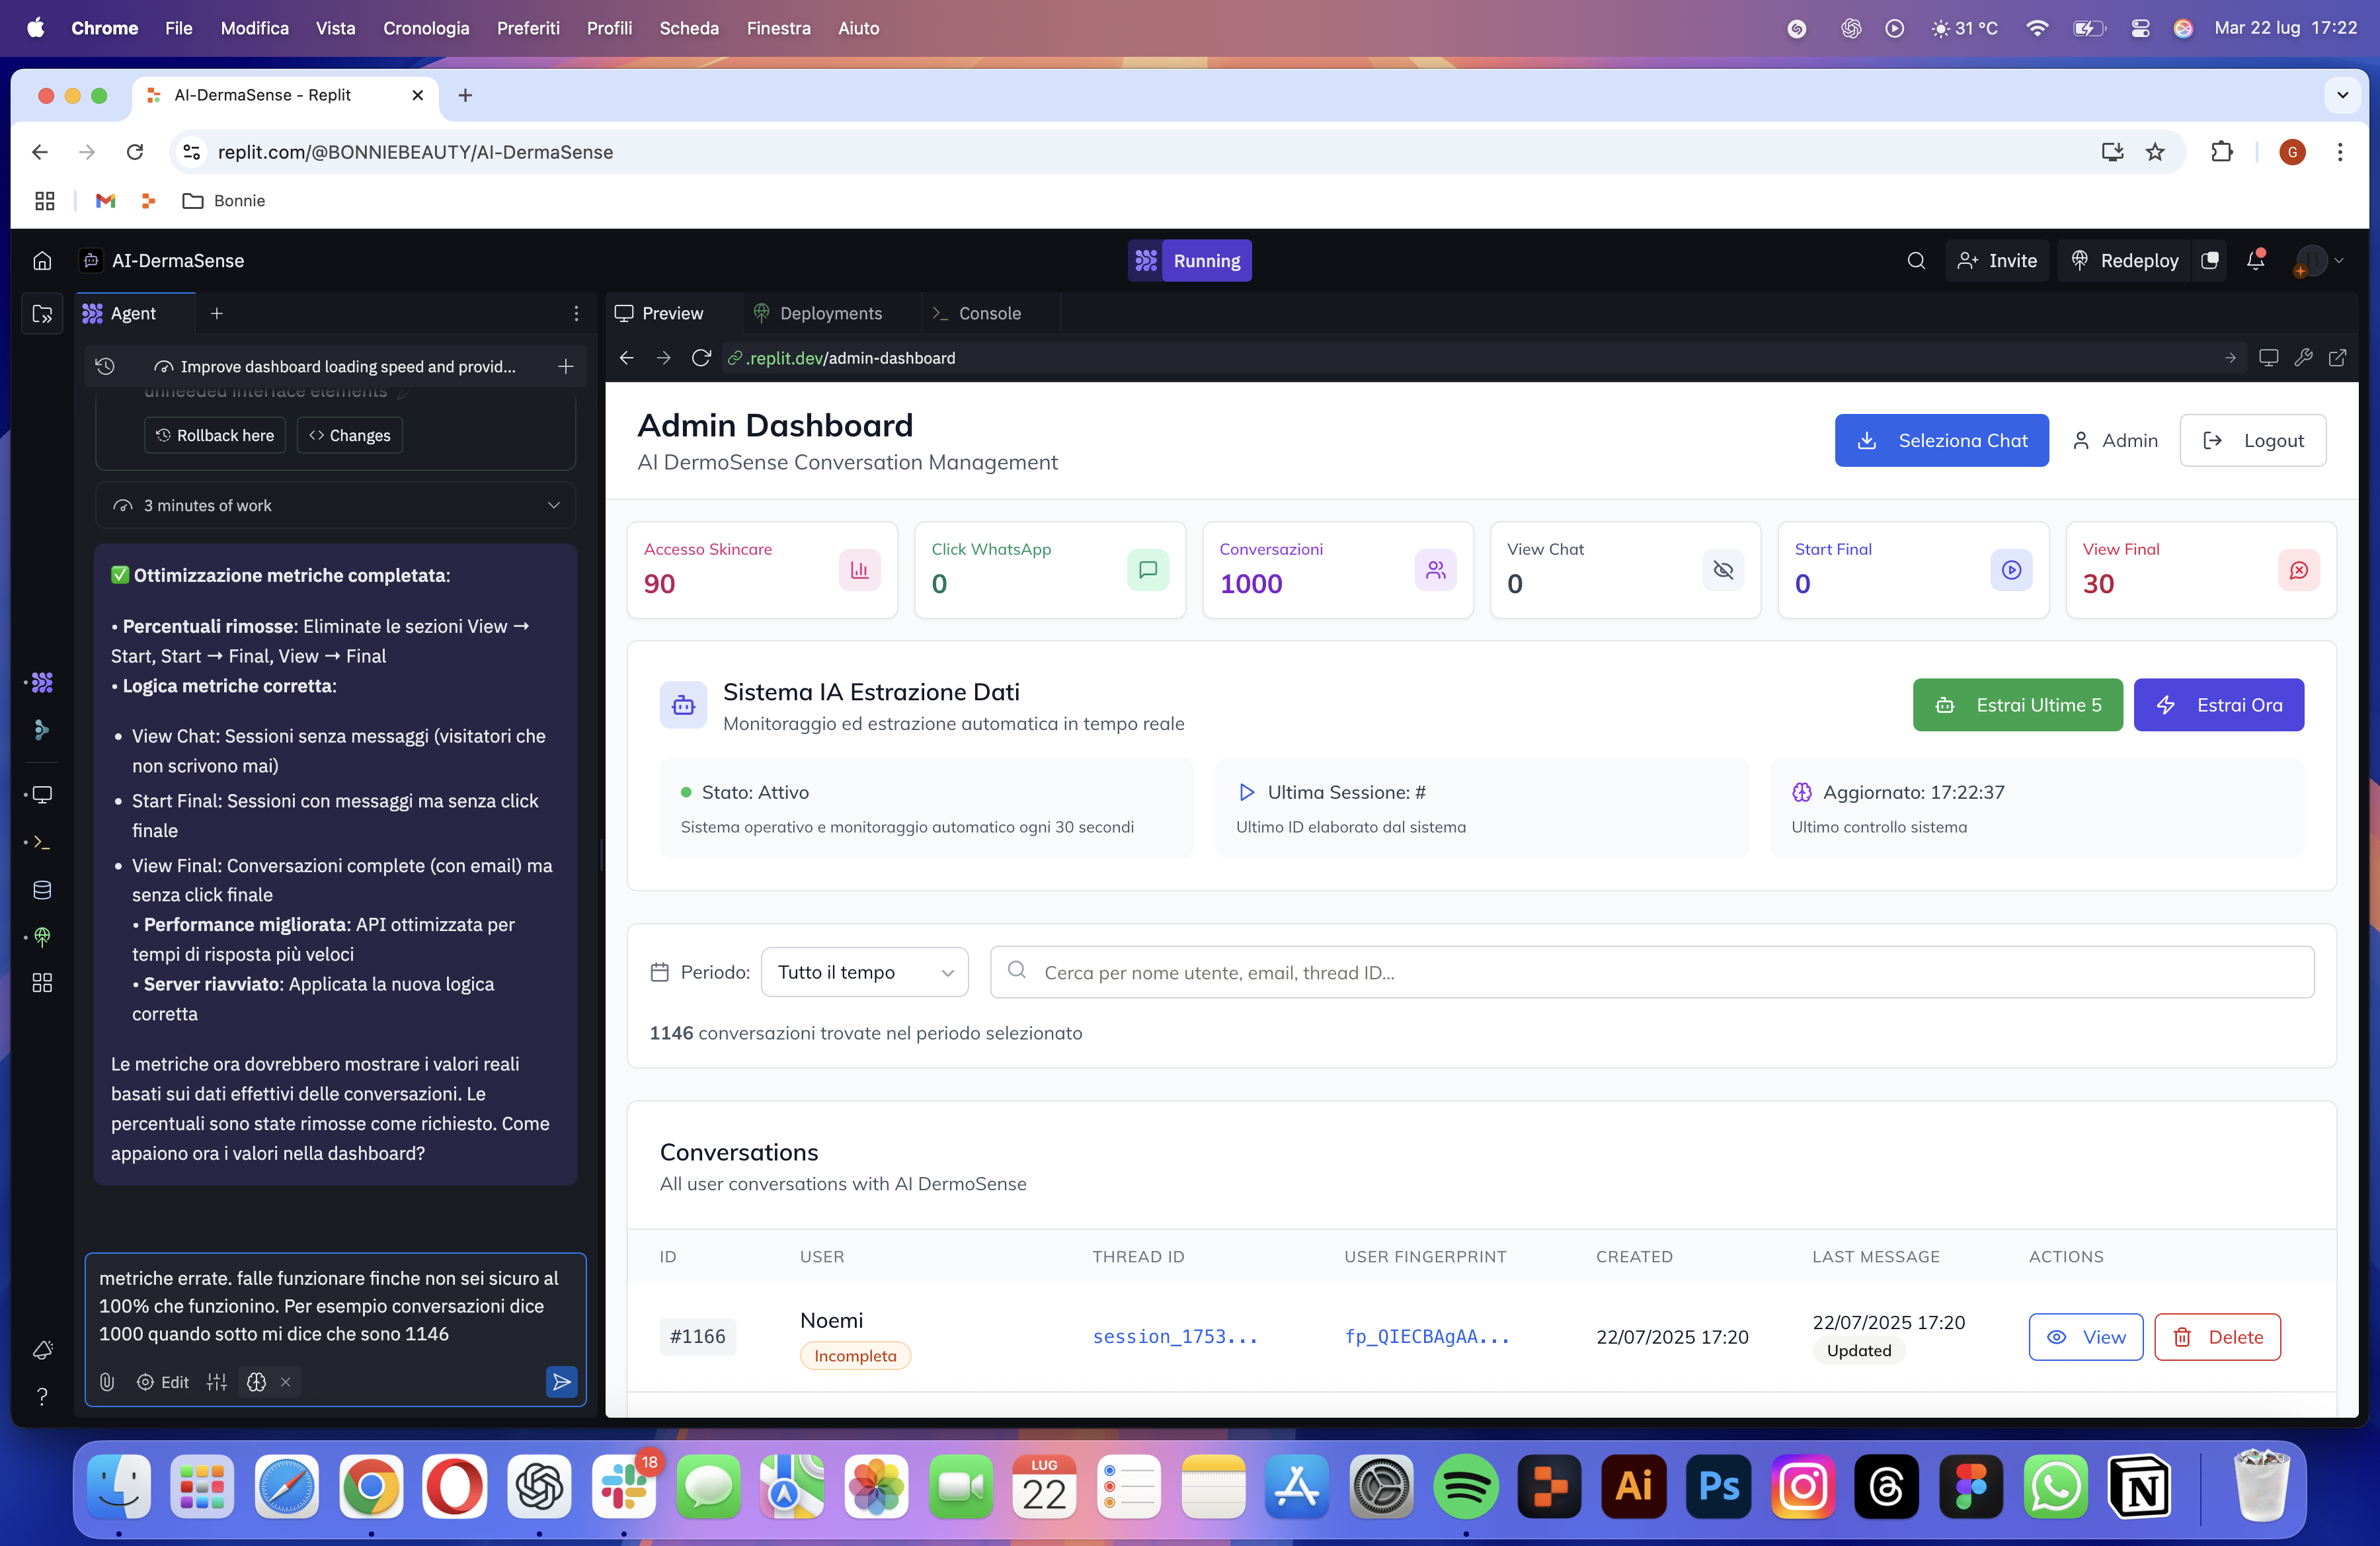 Chrome File Modifica Vista Cronologia Preferiti Profili Scheda Finestra Aiuto 31 °C Mar 22 lug 17:22
AI-DermaSense - Replit
replit.com/@BONNIEBEAUTY/AI-DermaSense
G
Bonnie
AI-DermaSense
Running
Invite
Redeploy
Agent
Preview
Deployments
Console
Improve dashboard loading speed and provid...
.replit.dev/admin-dashboard
unneeded interface elements
Rollback here
Changes
3 minutes of work
✅ Ottimizzazione metriche completata:
• Percentuali rimosse: Eliminate le sezioni View →
Start, Start → Final, View → Final
• Logica metriche corretta:
• View Chat: Sessioni senza messaggi (visitatori che
non scrivono mai)
• Start Final: Sessioni con messaggi ma senza click
finale
• View Final: Conversazioni complete (con email) ma
senza click finale
• Performance migliorata: API ottimizzata per
tempi di risposta più veloci
• Server riavviato: Applicata la nuova logica
corretta
Le metriche ora dovrebbero mostrare i valori reali
basati sui dati effettivi delle conversazioni. Le
percentuali sono state rimosse come richiesto. Come
appaiono ora i valori nella dashboard?
metriche errate. falle funzionare finche non sei sicuro al
100% che funzionino. Per esempio conversazioni dice
1000 quando sotto mi dice che sono 1146
Edit
Admin Dashboard
AI DermoSense Conversation Management
Seleziona Chat
Admin
Logout
Accesso Skincare
90
Click WhatsApp
0
Conversazioni
1000
View Chat
0
Start Final
0
View Final
30
Sistema IA Estrazione Dati
Monitoraggio ed estrazione automatica in tempo reale
Estrai Ultime 5
Estrai Ora
Stato: Attivo
Sistema operativo e monitoraggio automatico ogni 30 secondi
Ultima Sessione: #
Ultimo ID elaborato dal sistema
Aggiornato: 17:22:37
Ultimo controllo sistema
Periodo:
Tutto il tempo
Cerca per nome utente, email, thread ID...
1146 conversazioni trovate nel periodo selezionato
Conversations
All user conversations with AI DermoSense
ID USER THREAD ID USER FINGERPRINT CREATED LAST MESSAGE ACTIONS
#1166
Noemi
Incompleta
session_1753...
fp_QIECBAgAA...
22/07/2025 17:20
22/07/2025 17:20
Updated
View
Delete
18
LUG
22
Ai
Ps